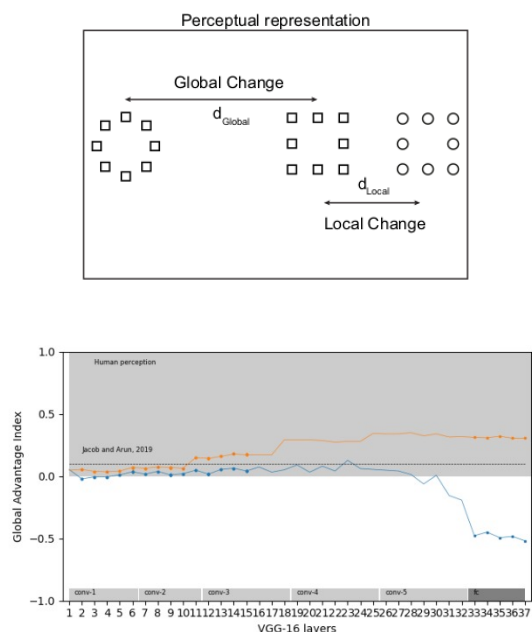 Perceptual representation
Global Change
d_Global
d_Local
Local Change
1.0
Human perception
0.5
Jacob and Arun, 2019
0.0
−0.5
−1.0
Global Advantage Index
conv-1 conv-2 conv-3 conv-4 conv-5 fc
1 2 3 4 5 6 7 8 9 10 11 12 13 14 15 16 17 18 19 20 21 22 23 24 25 26 27 28 29 30 31 32 33 34 35 36 37
VGG-16 layers